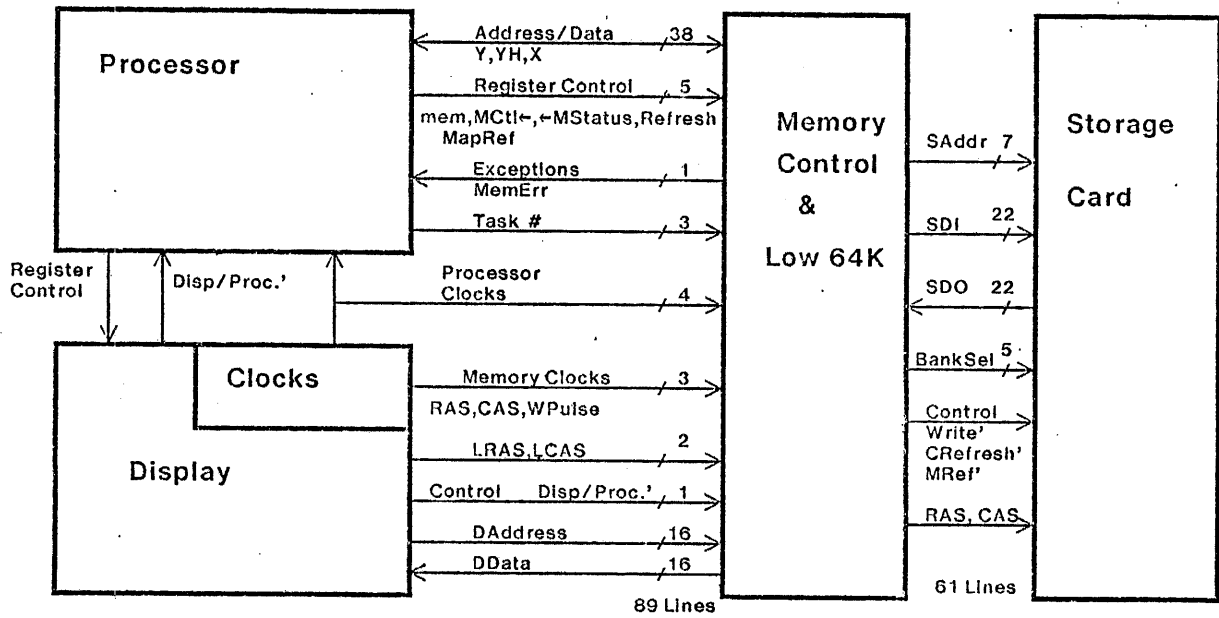 Processor
Address/Data 38
Y,YH,X
Register Control 5
mem,MCtl←,←MStatus,Refresh
MapRef
Exceptions 1
MemErr
Task # 3
Register
Control
Disp/Proc.'
Processor
Clocks 4
Clocks
Display
Memory Clocks 3
RAS,CAS,WPulse
LRAS,LCAS 2
Control Disp/Proc.' 1
DAddress 16
DData 16
89 Lines
Memory
Control
&
Low 64K
SAddr 7
SDI 22
SDO 22
BankSel 5
Control
Write'
CRefresh'
MRef'
RAS, CAS
61 Lines
Storage
Card